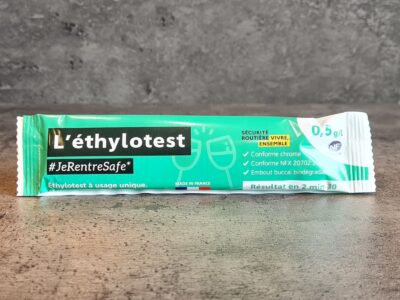 L'éthylotest
#JeRentreSafe*
Éthylotest à usage unique.
MADE IN FRANCE
SÉCURITÉ
ROUTIÈRE VIVRE,
ENSEMBLE
0,5 g/l
✓ Conforme chrome
✓ Conforme NFX 20702
✓ Embout buccal
NF
Résultat en 2 min 30